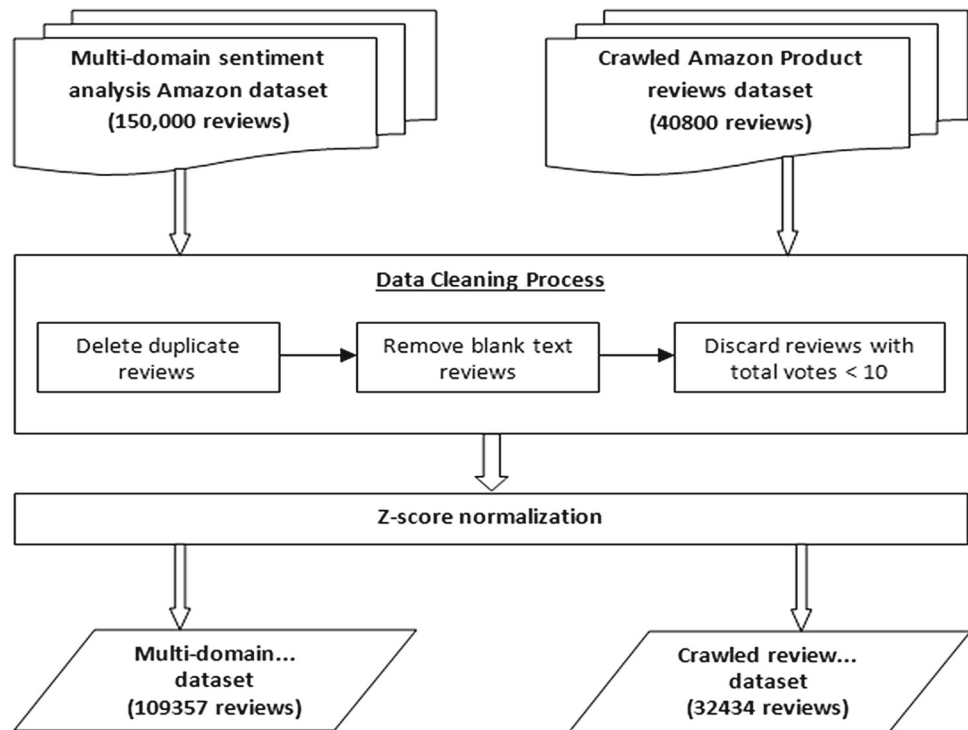 Multi-domain sentiment
analysis Amazon dataset
(150,000 reviews)
Crawled Amazon Product
reviews dataset
(40800 reviews)
Data Cleaning Process
Delete duplicate
reviews
Remove blank text
reviews
Discard reviews with
total votes < 10
Z-score normalization
Multi-domain...
dataset
(109357 reviews)
Crawled review...
dataset
(32434 reviews)